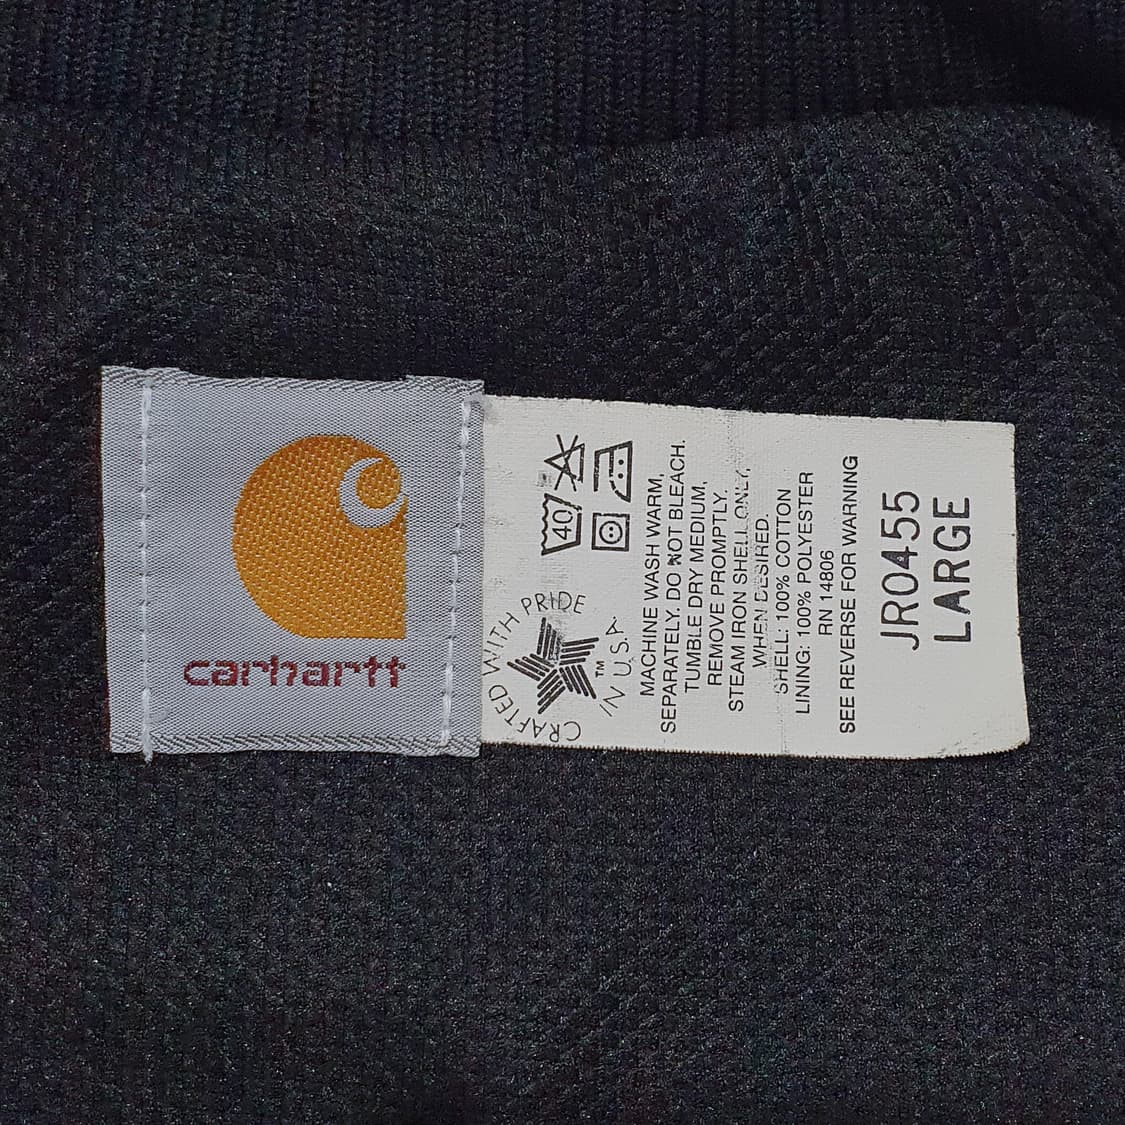 carhartt
40
CRAFTED WITH PRIDE
IN U.S.A.
™
MACHINE WASH WARM,
SEPARATELY. DO NOT BLEACH.
TUMBLE DRY MEDIUM,
REMOVE PROMPTLY.
STEAM IRON SHELL ONLY,
WHEN DESIRED.
SHELL: 100% COTTON
LINING: 100% POLYESTER
RN 14806
SEE REVERSE FOR WARNING
JR0455
LARGE